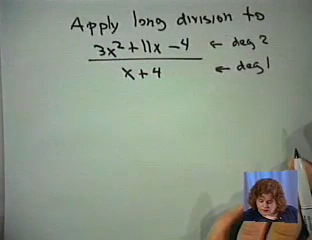 Apply long division to
3x² + 11x - 4 ← deg 2
x + 4 ← deg 1